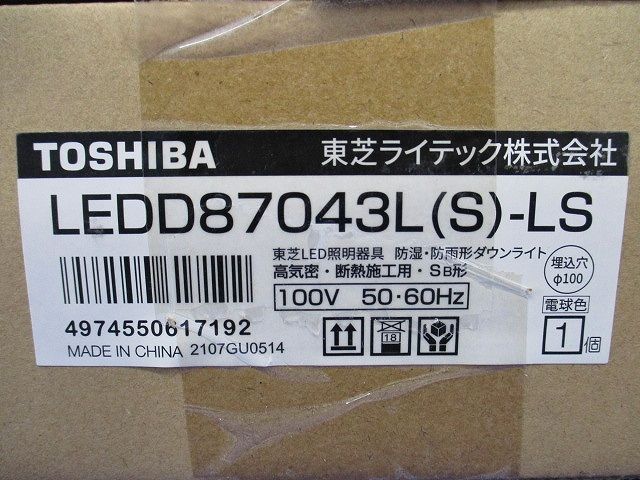 TOSHIBA 東芝ライテック株式会社
LEDD87043L(S)-LS
東芝LED照明器具 防湿・防雨形ダウンライト
高気密・断熱施工用・SB形
埋込穴
φ100
100V 50・60Hz
電球色
1個
4974550617192
MADE IN CHINA 2107GU0514
18